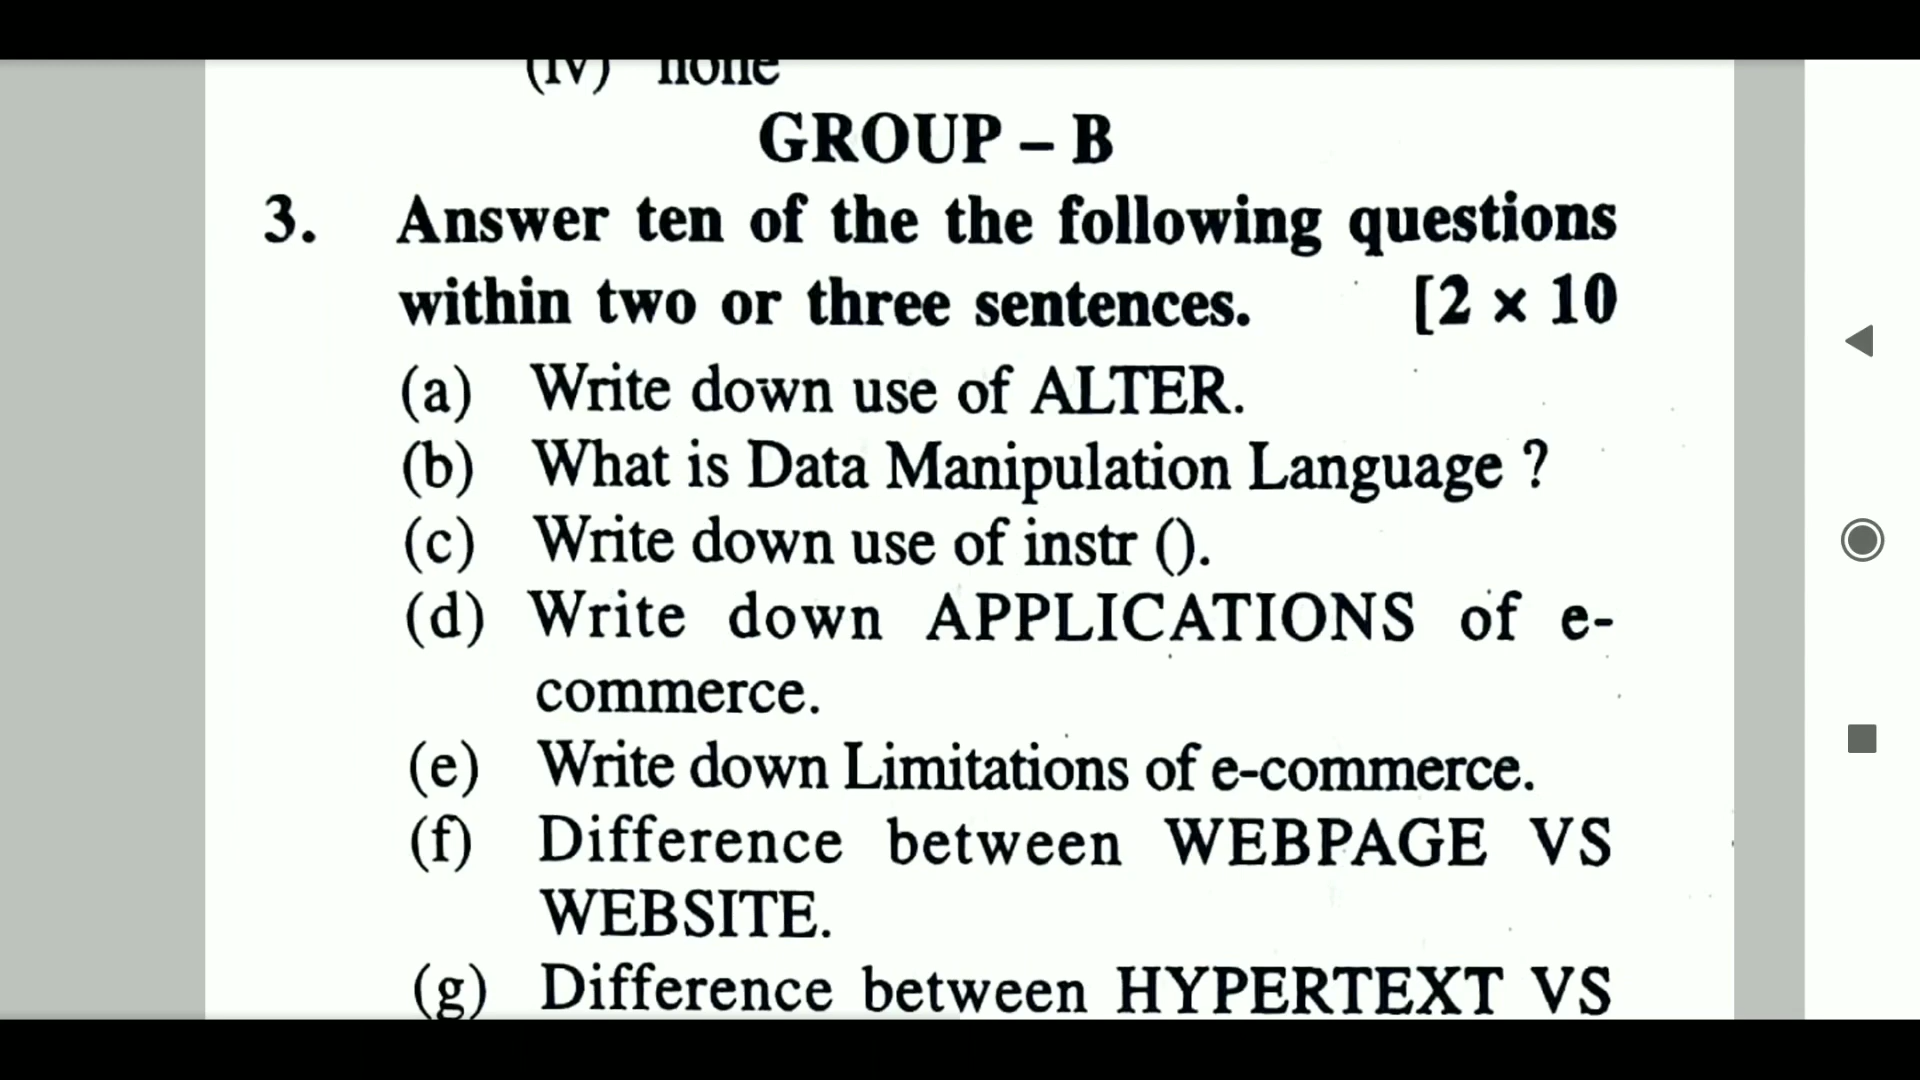 (iv) none
GROUP – B
3. Answer ten of the the following questions
within two or three sentences. [2 × 10
(a) Write down use of ALTER.
(b) What is Data Manipulation Language ?
(c) Write down use of instr ().
(d) Write down APPLICATIONS of e-
commerce.
(e) Write down Limitations of e-commerce.
(f) Difference between WEBPAGE VS
WEBSITE.
(g) Difference between HYPERTEXT VS